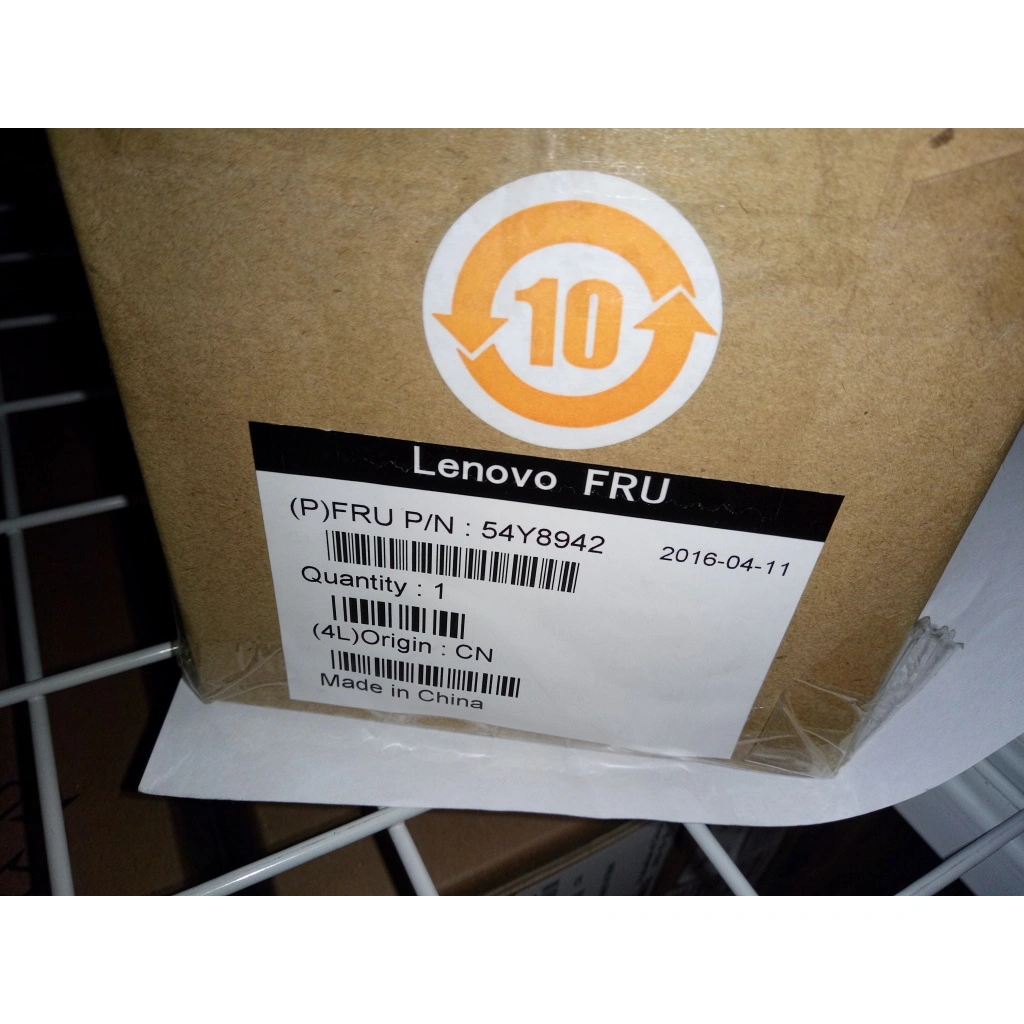 10
Lenovo FRU
(P)FRU P/N : 54Y8942
2016-04-11
Quantity : 1
(4L)Origin : CN
Made in China